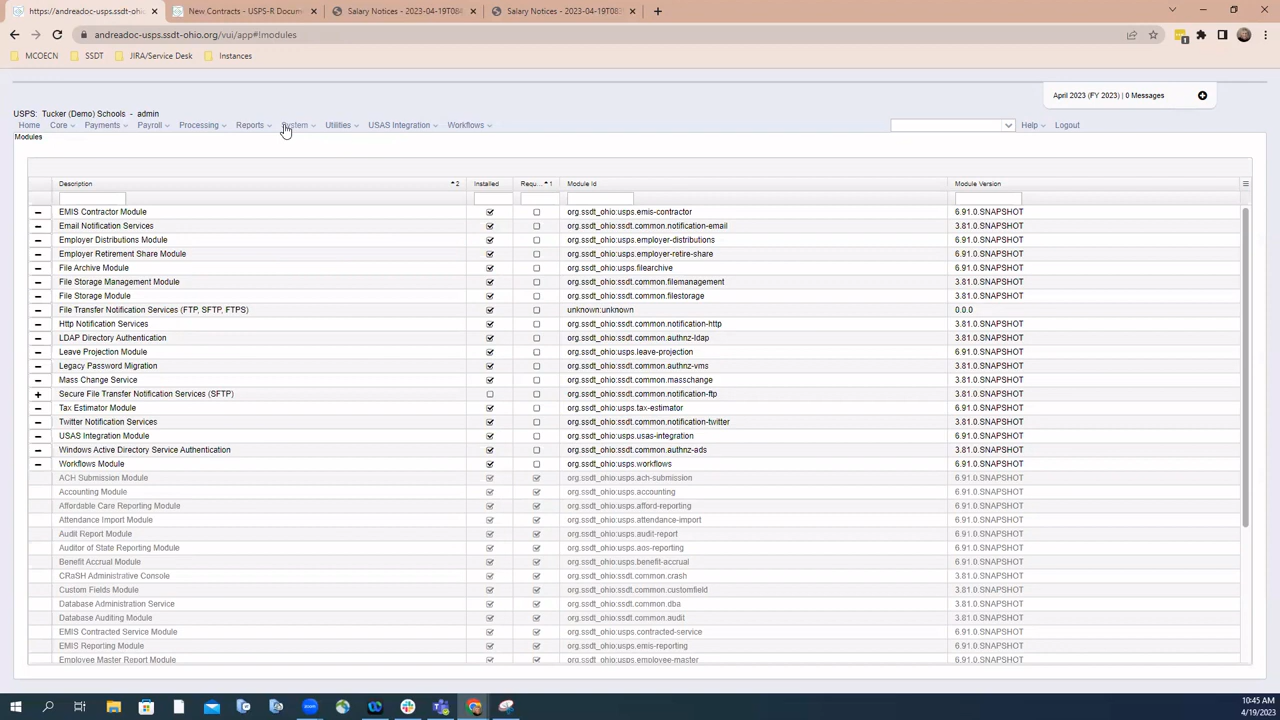 https://andreadoc-usps.ssdt-ohio
New Contracts - USPS-R Docum
Salary Notices - 2023-04-19T08
Salary Notices - 2023-04-19T08
andreadoc-usps.ssdt-ohio.org/vui/app#!modules
MCOECN SSDT JIRA/Service Desk Instances
April 2023 (FY 2023) | 0 Messages
USPS: Tucker (Demo) Schools - admin
Home Core Payments Payroll Processing Reports System Utilities USAS Integration Workflows Help Logout
Modules
Description 2 Installed Requ... 1 Module Id Module Version
EMIS Contractor Module org.ssdt_ohio:usps.emis-contractor 6.91.0.SNAPSHOT
Email Notification Services org.ssdt_ohio:ssdt.common.notification-email 3.81.0.SNAPSHOT
Employer Distributions Module org.ssdt_ohio:usps.employer-distributions 6.91.0.SNAPSHOT
Employer Retirement Share Module org.ssdt_ohio:usps.employer-retire-share 6.91.0.SNAPSHOT
File Archive Module org.ssdt_ohio:usps.filearchive 6.91.0.SNAPSHOT
File Storage Management Module org.ssdt_ohio:ssdt.common.filemanagement 3.81.0.SNAPSHOT
File Storage Module org.ssdt_ohio:ssdt.common.filestorage 3.81.0.SNAPSHOT
File Transfer Notification Services (FTP, SFTP, FTPS) unknown:unknown 0.0.0
Http Notification Services org.ssdt_ohio:ssdt.common.notification-http 3.81.0.SNAPSHOT
LDAP Directory Authentication org.ssdt_ohio:ssdt.common.authnz-ldap 3.81.0.SNAPSHOT
Leave Projection Module org.ssdt_ohio:usps.leave-projection 6.91.0.SNAPSHOT
Legacy Password Migration org.ssdt_ohio:ssdt.common.authnz-vms 3.81.0.SNAPSHOT
Mass Change Service org.ssdt_ohio:ssdt.common.masschange 3.81.0.SNAPSHOT
Secure File Transfer Notification Services (SFTP) org.ssdt_ohio:ssdt.common.notification-ftp 3.81.0.SNAPSHOT
Tax Estimator Module org.ssdt_ohio:usps.tax-estimator 6.91.0.SNAPSHOT
Twitter Notification Services org.ssdt_ohio:ssdt.common.notification-twitter 3.81.0.SNAPSHOT
USAS Integration Module org.ssdt_ohio:usps.usas-integration 6.91.0.SNAPSHOT
Windows Active Directory Service Authentication org.ssdt_ohio:ssdt.common.authnz-ads 3.81.0.SNAPSHOT
Workflows Module org.ssdt_ohio:usps.workflows 6.91.0.SNAPSHOT
ACH Submission Module org.ssdt_ohio:usps.ach-submission 6.91.0.SNAPSHOT
Accounting Module org.ssdt_ohio:usps.accounting 6.91.0.SNAPSHOT
Affordable Care Reporting Module org.ssdt_ohio:usps.afford-reporting 6.91.0.SNAPSHOT
Attendance Import Module org.ssdt_ohio:usps.attendance-import 6.91.0.SNAPSHOT
Audit Report Module org.ssdt_ohio:usps.audit-report 6.91.0.SNAPSHOT
Auditor of State Reporting Module org.ssdt_ohio:usps.aos-reporting 6.91.0.SNAPSHOT
Benefit Accrual Module org.ssdt_ohio:usps.benefit-accrual 6.91.0.SNAPSHOT
CRaSH Administrative Console org.ssdt_ohio:ssdt.common.crash 3.81.0.SNAPSHOT
Custom Fields Module org.ssdt_ohio:ssdt.common.customfield 3.81.0.SNAPSHOT
Database Administration Service org.ssdt_ohio:ssdt.common.dba 3.81.0.SNAPSHOT
Database Auditing Module org.ssdt_ohio:ssdt.common.audit 3.81.0.SNAPSHOT
EMIS Contracted Service Module org.ssdt_ohio:usps.contracted-service 6.91.0.SNAPSHOT
EMIS Reporting Module org.ssdt_ohio:usps.emis-reporting 6.91.0.SNAPSHOT
Employee Master Report Module org.ssdt_ohio:usps.employee-master 6.91.0.SNAPSHOT
10:45 AM
4/19/2023